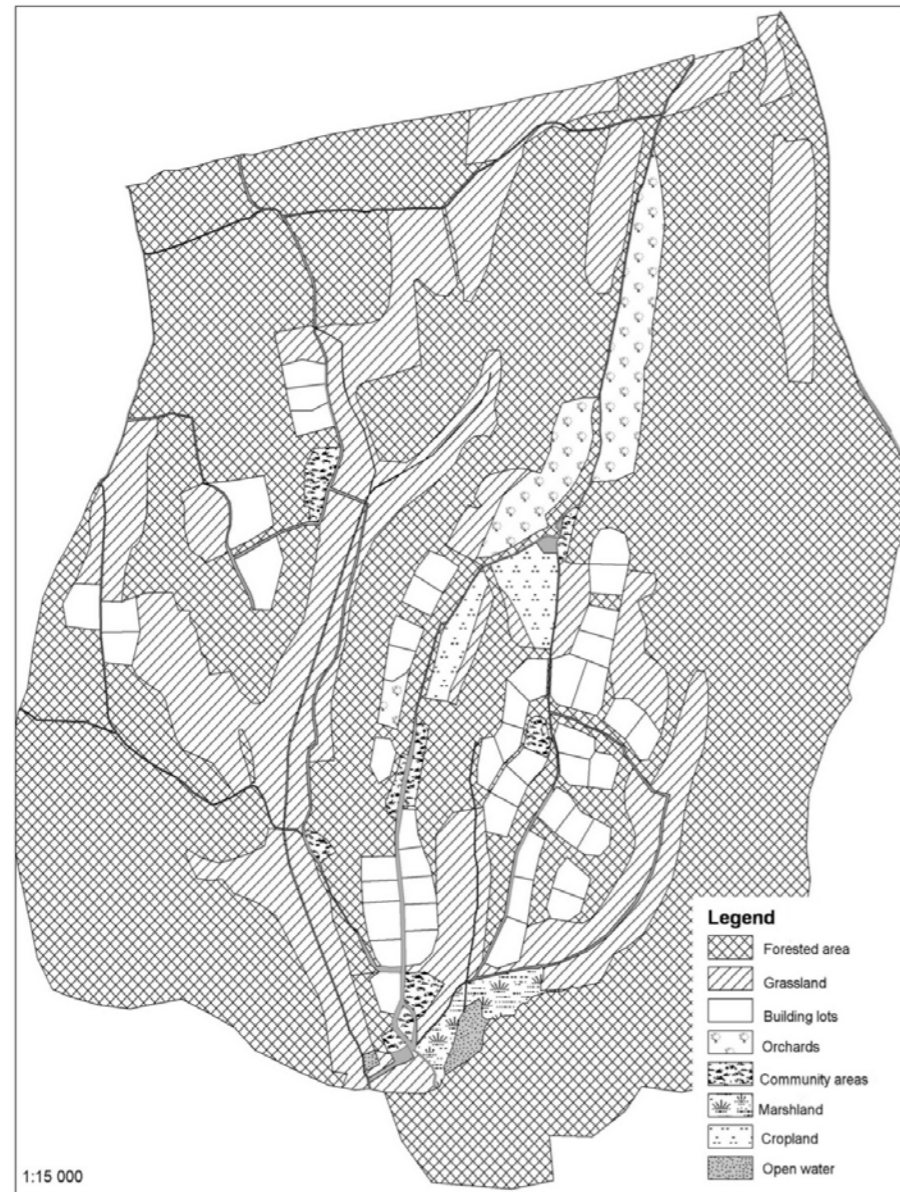 Legend
Forested area
Grassland
Building lots
Orchards
Community areas
Marshland
Cropland
Open water
1:15 000